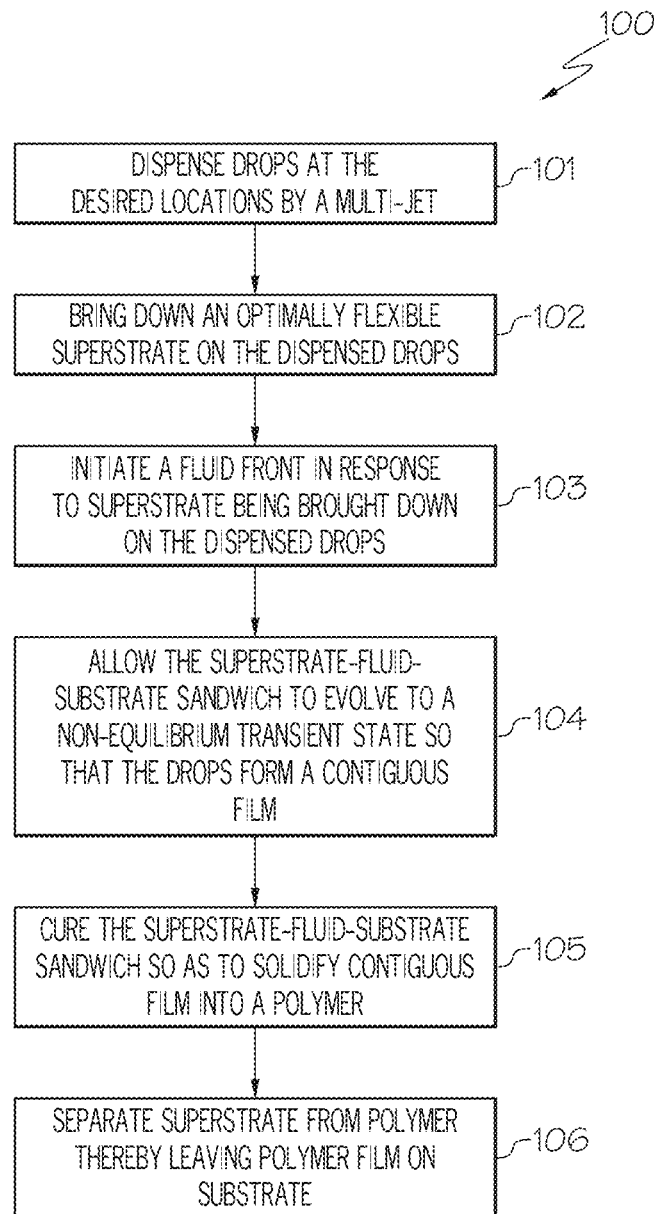 100
DISPENSE DROPS AT THE
DESIRED LOCATIONS BY A MULTI-JET
101
BRING DOWN AN OPTIMALLY FLEXIBLE
SUPERSTRATE ON THE DISPENSED DROPS
102
INITIATE A FLUID FRONT IN RESPONSE
TO SUPERSTRATE BEING BROUGHT DOWN
ON THE DISPENSED DROPS
103
ALLOW THE SUPERSTRATE-FLUID-
SUBSTRATE SANDWICH TO EVOLVE TO A
NON-EQUILIBRIUM TRANSIENT STATE SO
THAT THE DROPS FORM A CONTIGUOUS
FILM
104
CURE THE SUPERSTRATE-FLUID-SUBSTRATE
SANDWICH SO AS TO SOLIDIFY CONTIGUOUS
FILM INTO A POLYMER
105
SEPARATE SUPERSTRATE FROM POLYMER
THEREBY LEAVING POLYMER FILM ON
SUBSTRATE
106